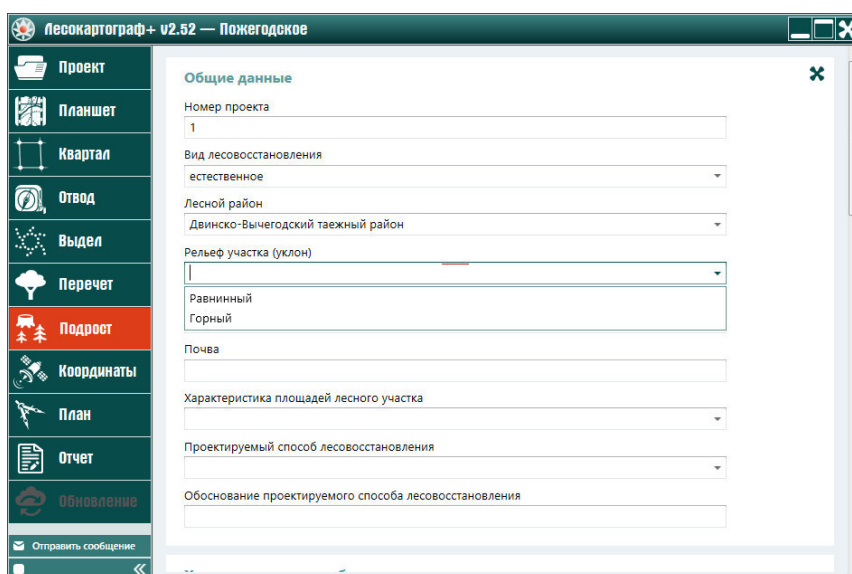 Лесокартограф+ v2.52 — Пожегодское
Проект
Планшет
Квартал
Отвод
Выдел
Перечет
Подрост
Координаты
План
Отчет
Обновление
Отправить сообщение
Общие данные
Номер проекта
1
Вид лесовосстановления
естественное
Лесной район
Двинско-Вычегодский таежный район
Рельеф участка (уклон)
Равнинный
Горный
Почва
Характеристика площадей лесного участка
Проектируемый способ лесовосстановления
Обоснование проектируемого способа лесовосстановления